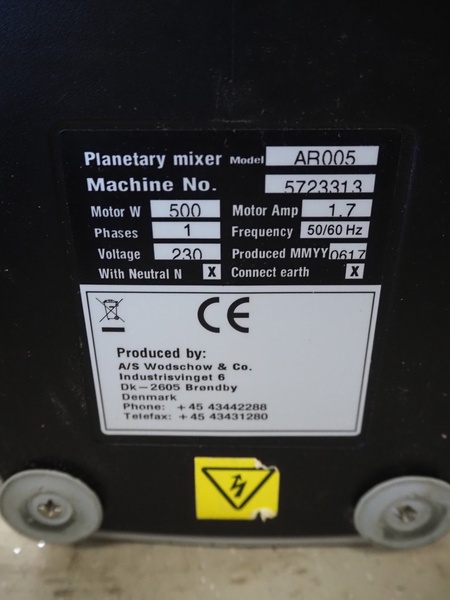 Planetary mixer Model AR005
Machine No. 5723313
Motor W 500 Motor Amp 1.7
Phases 1 Frequency 50/60 Hz
Voltage 230 Produced MMYY 0617
With Neutral N X Connect earth X
CE
Produced by:
A/S Wodschow & Co.
Industrisvinget 6
Dk-2605 Brøndby
Denmark
Phone: +45 43442288
Telefax: +45 43431280